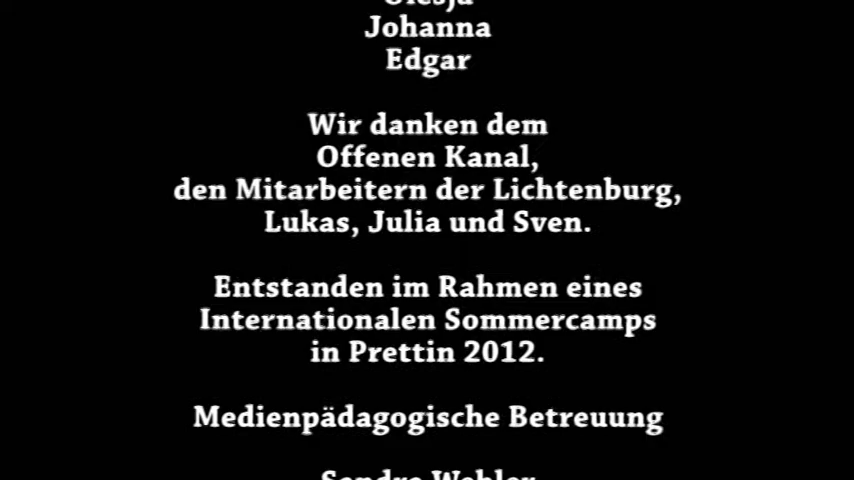 Olesja
Johanna
Edgar
Wir danken dem
Offenen Kanal,
den Mitarbeitern der Lichtenburg,
Lukas, Julia und Sven.
Entstanden im Rahmen eines
Internationalen Sommercamps
in Prettin 2012.
Medienpädagogische Betreuung